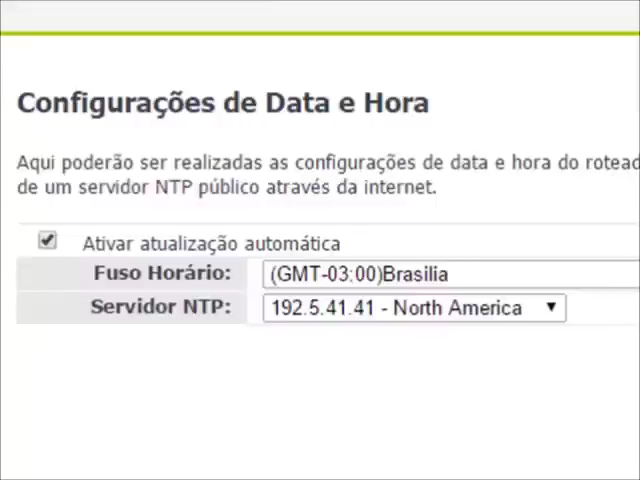 Configurações de Data e Hora
Aqui poderão ser realizadas as configurações de data e hora do
de um servidor NTP público através da internet.
Ativar atualização automática
Fuso Horário: (GMT-03:00)Brasilia
Servidor NTP: 192.5.41.41 - North America